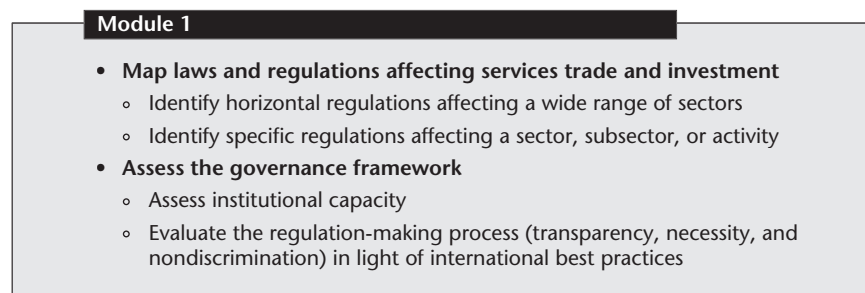 Module 1
• Map laws and regulations affecting services trade and investment
◦ Identify horizontal regulations affecting a wide range of sectors
◦ Identify specific regulations affecting a sector, subsector, or activity
• Assess the governance framework
◦ Assess institutional capacity
◦ Evaluate the regulation-making process (transparency, necessity, and
nondiscrimination) in light of international best practices